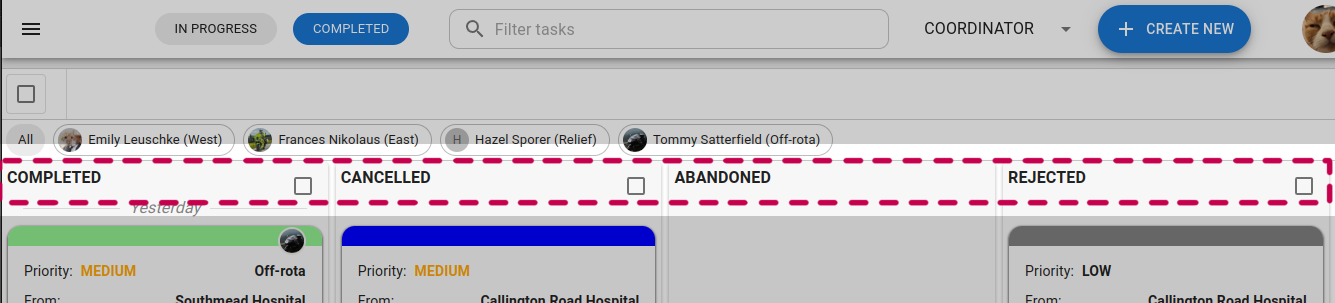 IN PROGRESS COMPLETED Filter tasks COORDINATOR CREATE NEW
All Emily Leuschke (West) Frances Nikolaus (East) H Hazel Sporer (Relief) Tommy Satterfield (Off-rota)
COMPLETED CANCELLED ABANDONED REJECTED
Yesterday
Priority: MEDIUM Off-rota Priority: MEDIUM Priority: LOW
From: Southmead Hospital From: Callington Road Hospital From: Callington Road Hospital